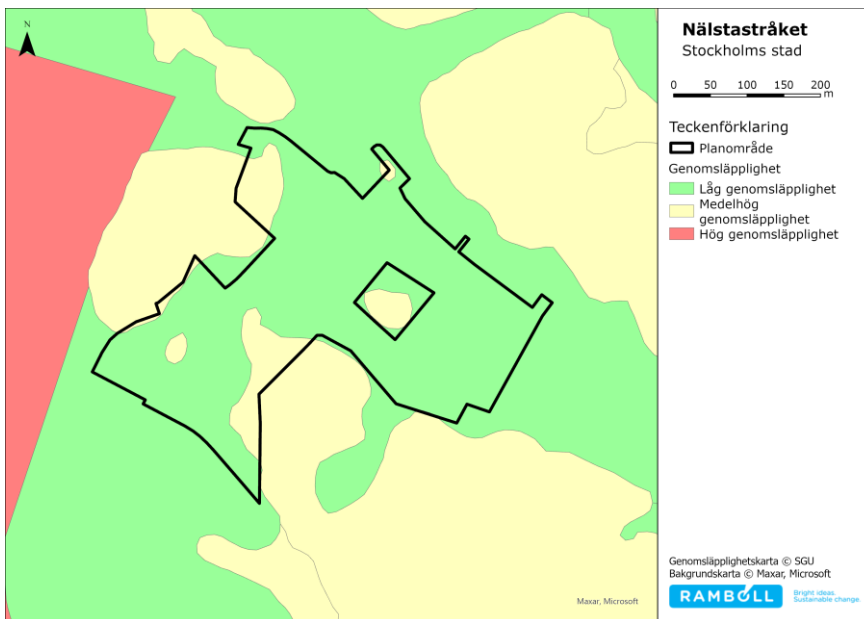 N
Nälstastråket
Stockholms stad
0 50 100 150 200
m
Teckenförklaring
Planområde
Genomsläpplighet
Låg genomsläpplighet
Medelhög
genomsläpplighet
Hög genomsläpplighet
Genomsläpplighetskarta © SGU
Bakgrundskarta © Maxar, Microsoft
Maxar, Microsoft
RAMBOLL
Bright ideas.
Sustainable change.